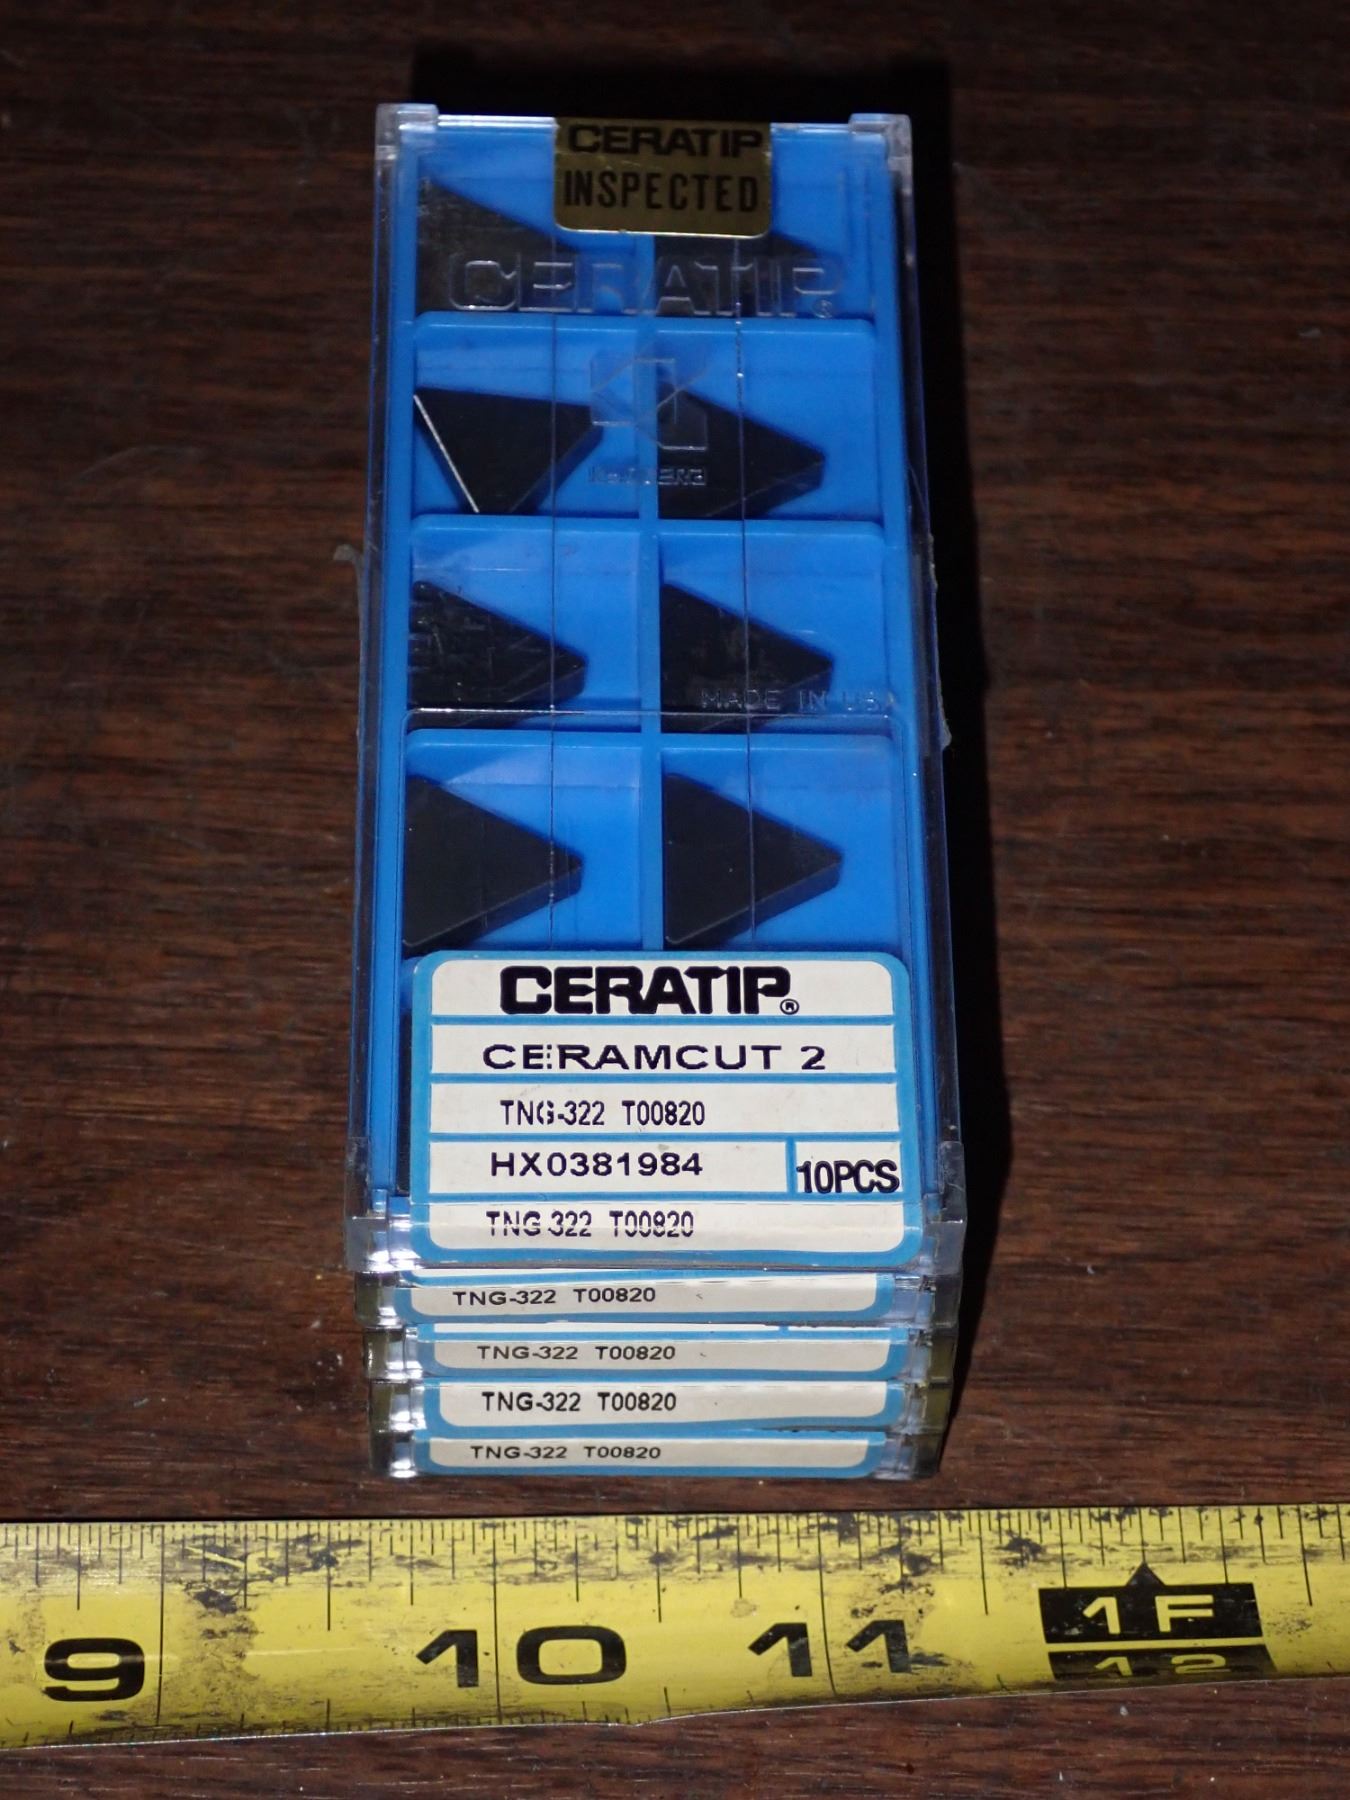 CERATIP
INSPECTED
CERATIP®
KYOCERA
MADE IN USA
CERATIP®
CERAMCUT 2
TNG-322 T00820
HX0381984
10PCS
TNG 322 T00820
TNG-322 T00820
TNG-322 T00820
TNG-322 T00820
TNG-322 T00820
9 10 11 1F
12